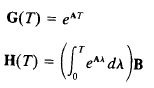 G(T) = e^{AT}
H(T) = (∫_0^T e^{Aλ} dλ) B